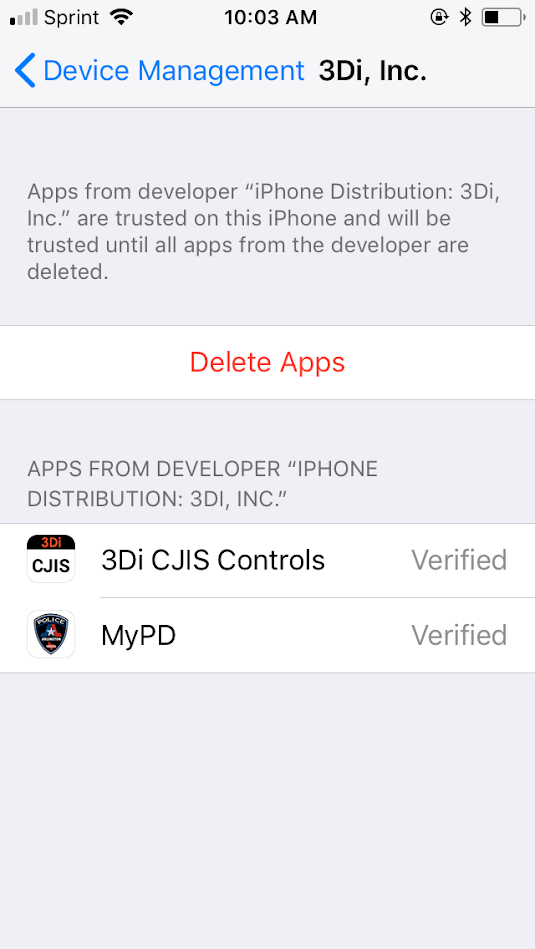 Sprint 10:03 AM
Device Management 3Di, Inc.
Apps from developer “iPhone Distribution: 3Di,
Inc.” are trusted on this iPhone and will be
trusted until all apps from the developer are
deleted.
Delete Apps
APPS FROM DEVELOPER “IPHONE
DISTRIBUTION: 3DI, INC.”
3Di
CJIS
3Di CJIS Controls Verified
POLICE
ARLINGTON
MyPD Verified